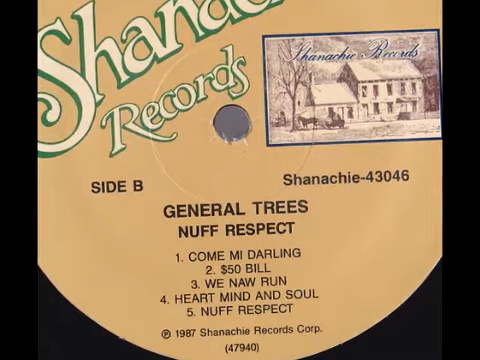 Shanachie
Records
Shanachie Records
SIDE B
Shanachie-43046
GENERAL TREES
NUFF RESPECT
1. COME MI DARLING
2. $50 BILL
3. WE NAW RUN
4. HEART MIND AND SOUL
5. NUFF RESPECT
℗ 1987 Shanachie Records Corp.
(47940)